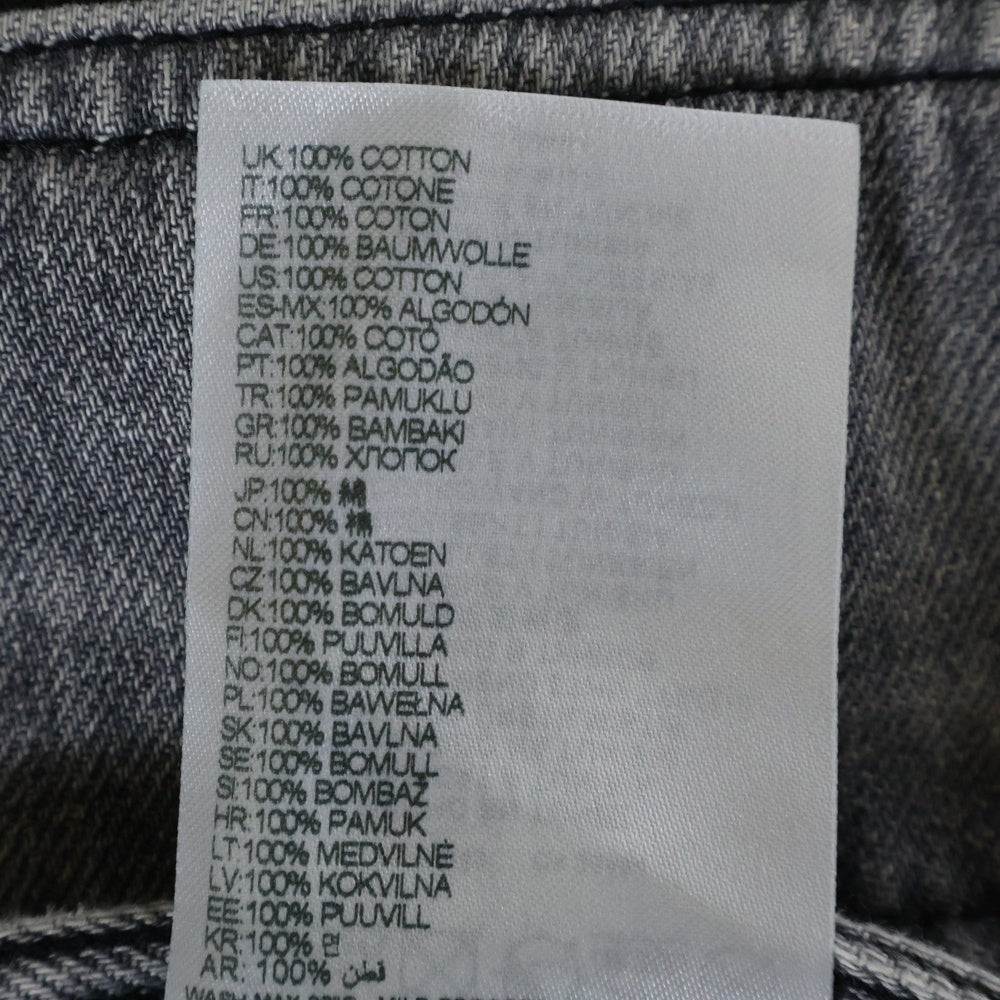 UK:100% COTTON
IT:100% COTONE
FR:100% COTON
DE:100% BAUMWOLLE
US:100% COTTON
ES-MX:100% ALGODÓN
CAT:100% COTÓ
PT:100% ALGODÃO
TR:100% PAMUKLU
GR:100% BAMBAKI
RU:100% ХЛОПОК
JP:100% 綿
CN:100% 棉
NL:100% KATOEN
CZ:100% BAVLNA
DK:100% BOMULD
FI:100% PUUVILLA
NO:100% BOMULL
PL:100% BAWEŁNA
SK:100% BAVLNA
SE:100% BOMULL
SI:100% BOMBAŽ
HR:100% PAMUK
LT:100% MEDVILNĖ
LV:100% KOKVILNA
EE:100% PUUVILL
KR:100% 면
AR: 100% قطن
WASH MAX